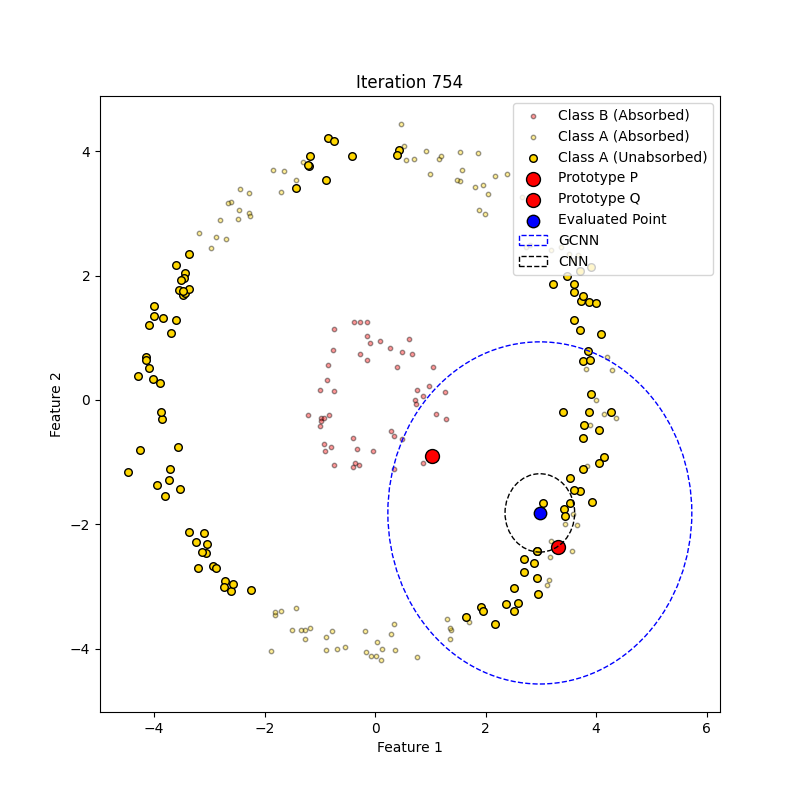 Iteration 754
Class B (Absorbed)
Class A (Absorbed)
Class A (Unabsorbed)
Prototype P
Prototype Q
Evaluated Point
GCNN
CNN
Feature 2
4
2
0
−2
−4
−4
−2
0
2
4
6
Feature 1